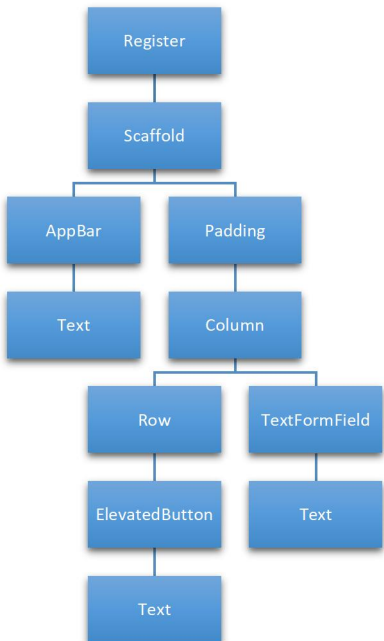 Register
Scaffold
AppBar
Padding
Text
Column
Row
TextFormField
ElevatedButton
Text
Text